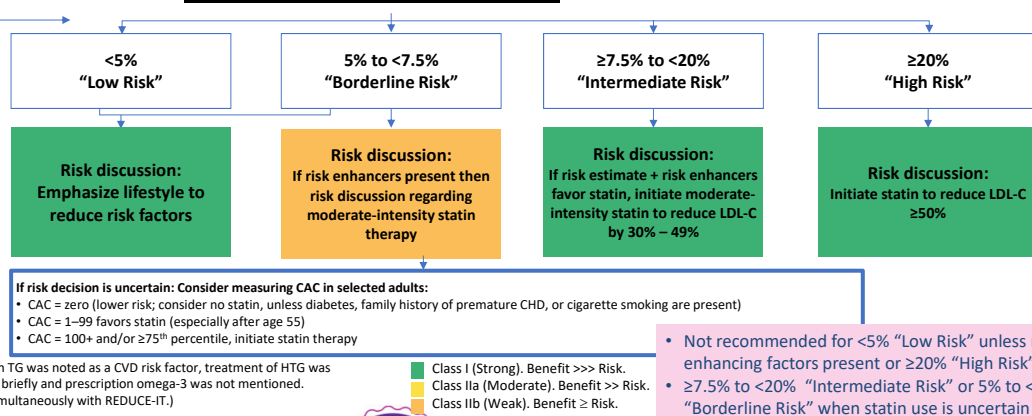 <5%
“Low Risk”
5% to <7.5%
“Borderline Risk”
≥7.5% to <20%
“Intermediate Risk”
≥20%
“High Risk”
Risk discussion:
Emphasize lifestyle to
reduce risk factors
Risk discussion:
If risk enhancers present then
risk discussion regarding
moderate-intensity statin
therapy
Risk discussion:
If risk estimate + risk enhancers
favor statin, initiate moderate-
intensity statin to reduce LDL-C
by 30% – 49%
Risk discussion:
Initiate statin to reduce LDL-C
≥50%
If risk decision is uncertain: Consider measuring CAC in selected adults:
• CAC = zero (lower risk; consider no statin, unless diabetes, family history of premature CHD, or cigarette smoking are present)
• CAC = 1–99 favors statin (especially after age 55)
• CAC = 100+ and/or ≥75th percentile, initiate statin therapy
TG was noted as a CVD risk factor, treatment of HTG was
briefly and prescription omega-3 was not mentioned.
simultaneously with REDUCE-IT.)
Class I (Strong). Benefit >>> Risk.
Class IIa (Moderate). Benefit >> Risk.
Class IIb (Weak). Benefit ≥ Risk.
• Not recommended for <5% “Low Risk” unless
enhancing factors present or ≥20% “High Risk”
• ≥7.5% to <20% “Intermediate Risk” or 5% to <
“Borderline Risk” when statin use is uncertain